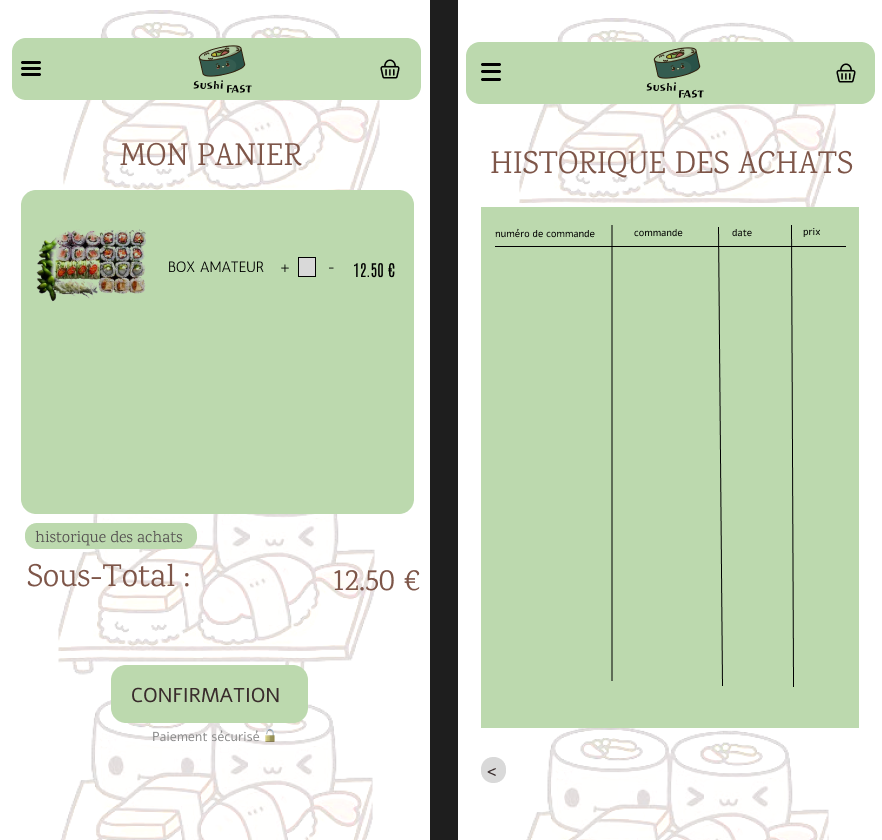 Sushi FAST
MON PANIER
BOX AMATEUR + - 12.50 €
historique des achats
Sous-Total : 12.50 €
CONFIRMATION
Paiement sécurisé 🔒
Sushi FAST
HISTORIQUE DES ACHATS
numéro de commande commande date prix
<